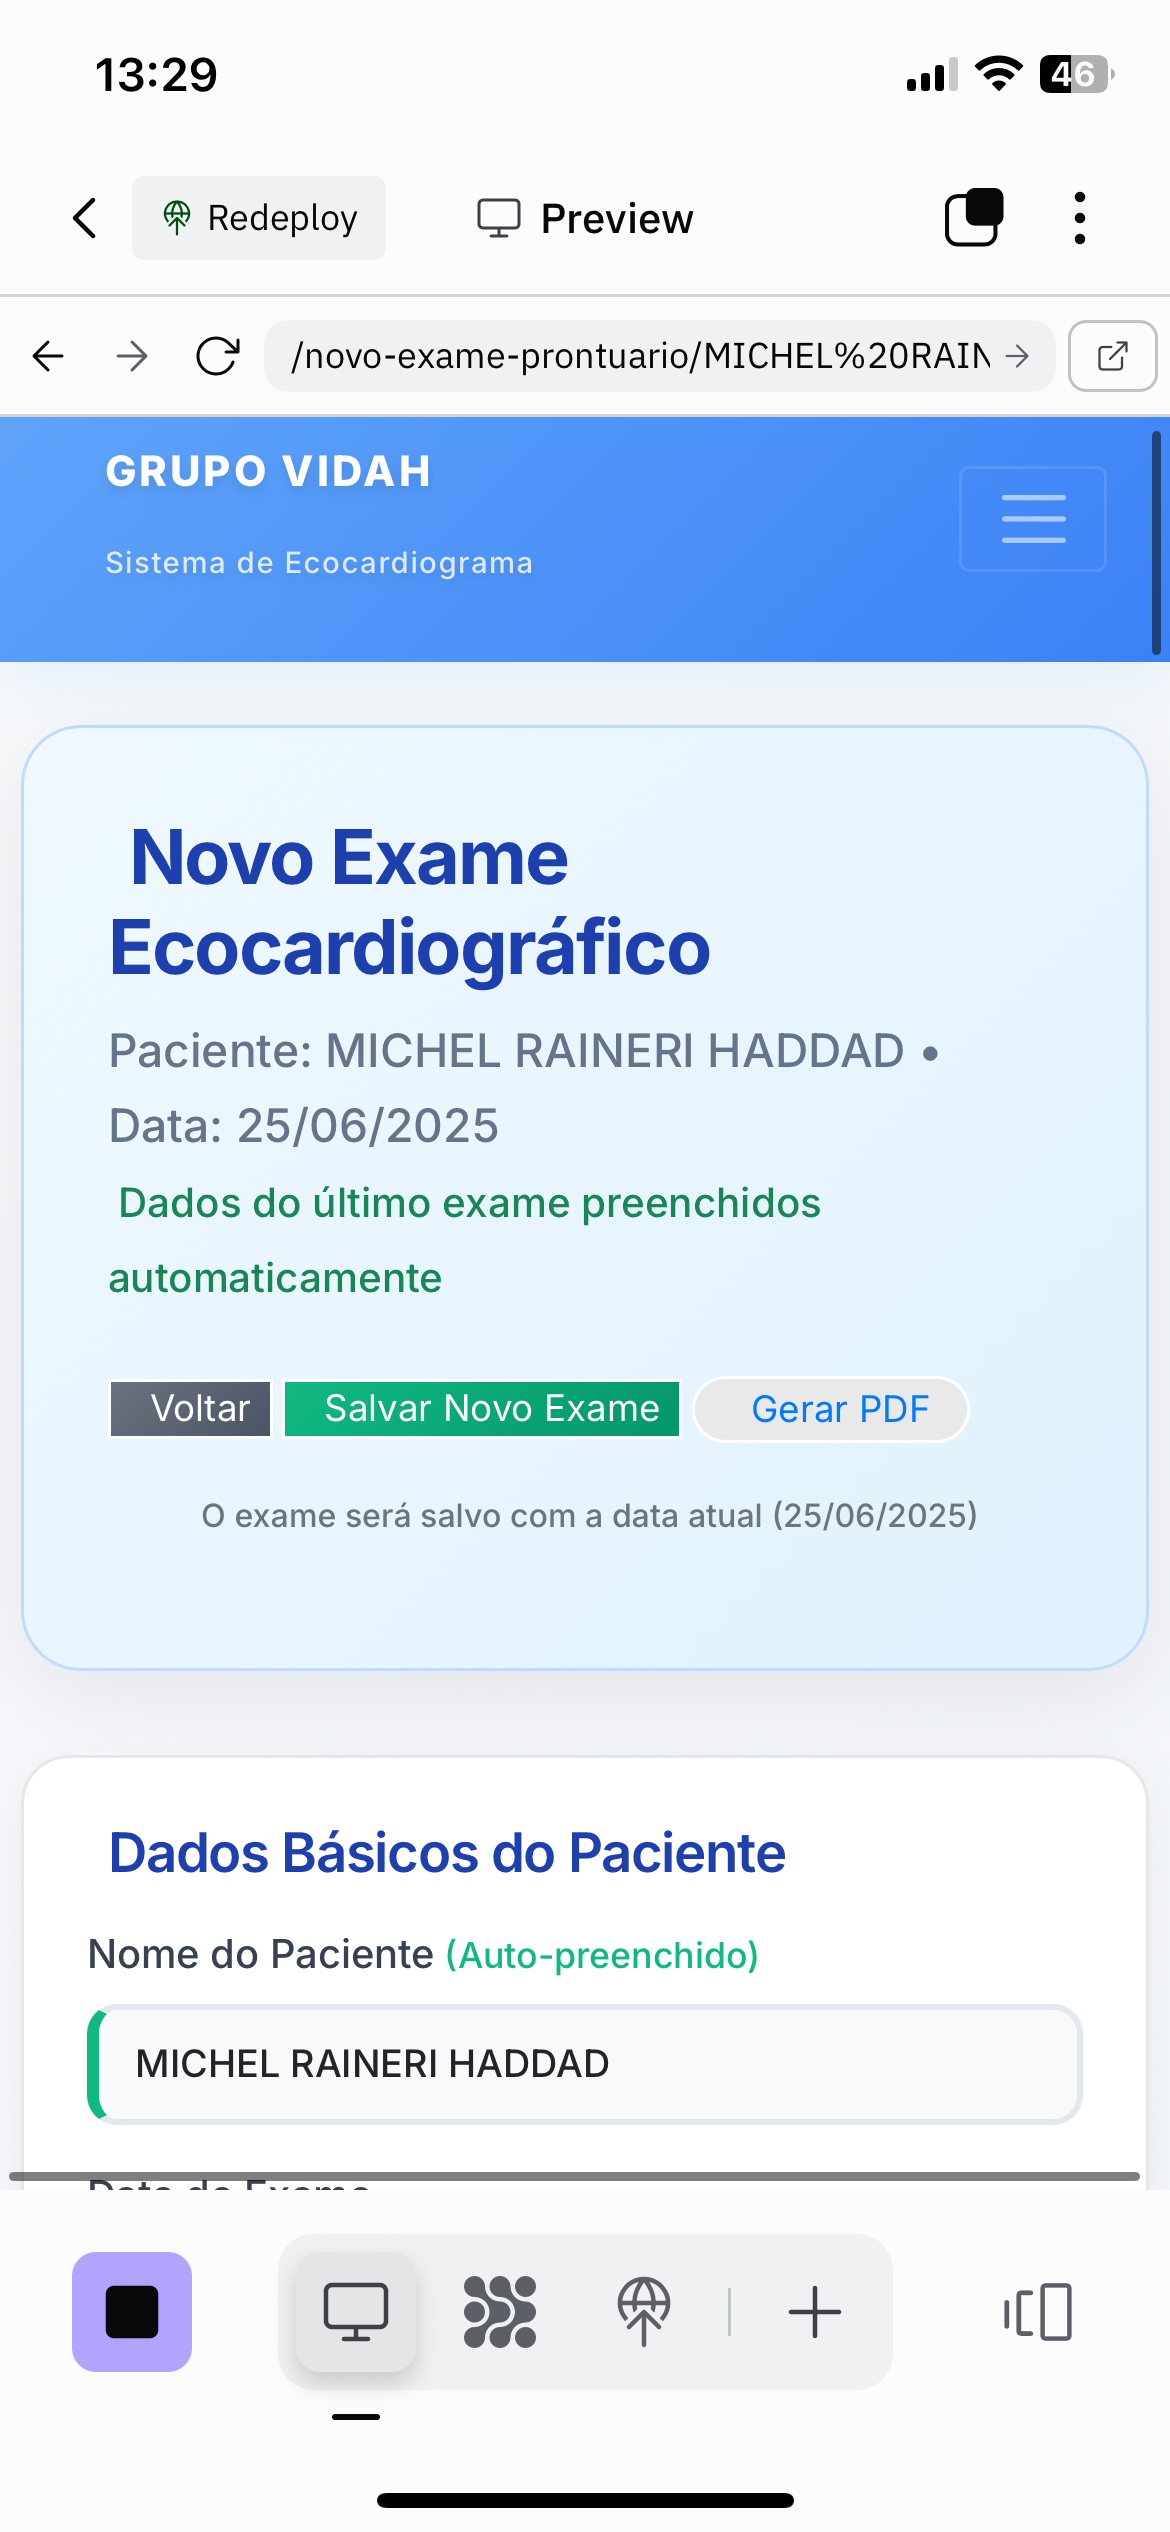 13:29
46
Redeploy
Preview
/novo-exame-prontuario/MICHEL%20RAIN
GRUPO VIDAH
Sistema de Ecocardiograma
Novo Exame
Ecocardiográfico
Paciente: MICHEL RAINERI HADDAD •
Data: 25/06/2025
Dados do último exame preenchidos
automaticamente
Voltar
Salvar Novo Exame
Gerar PDF
O exame será salvo com a data atual (25/06/2025)
Dados Básicos do Paciente
Nome do Paciente (Auto-preenchido)
MICHEL RAINERI HADDAD